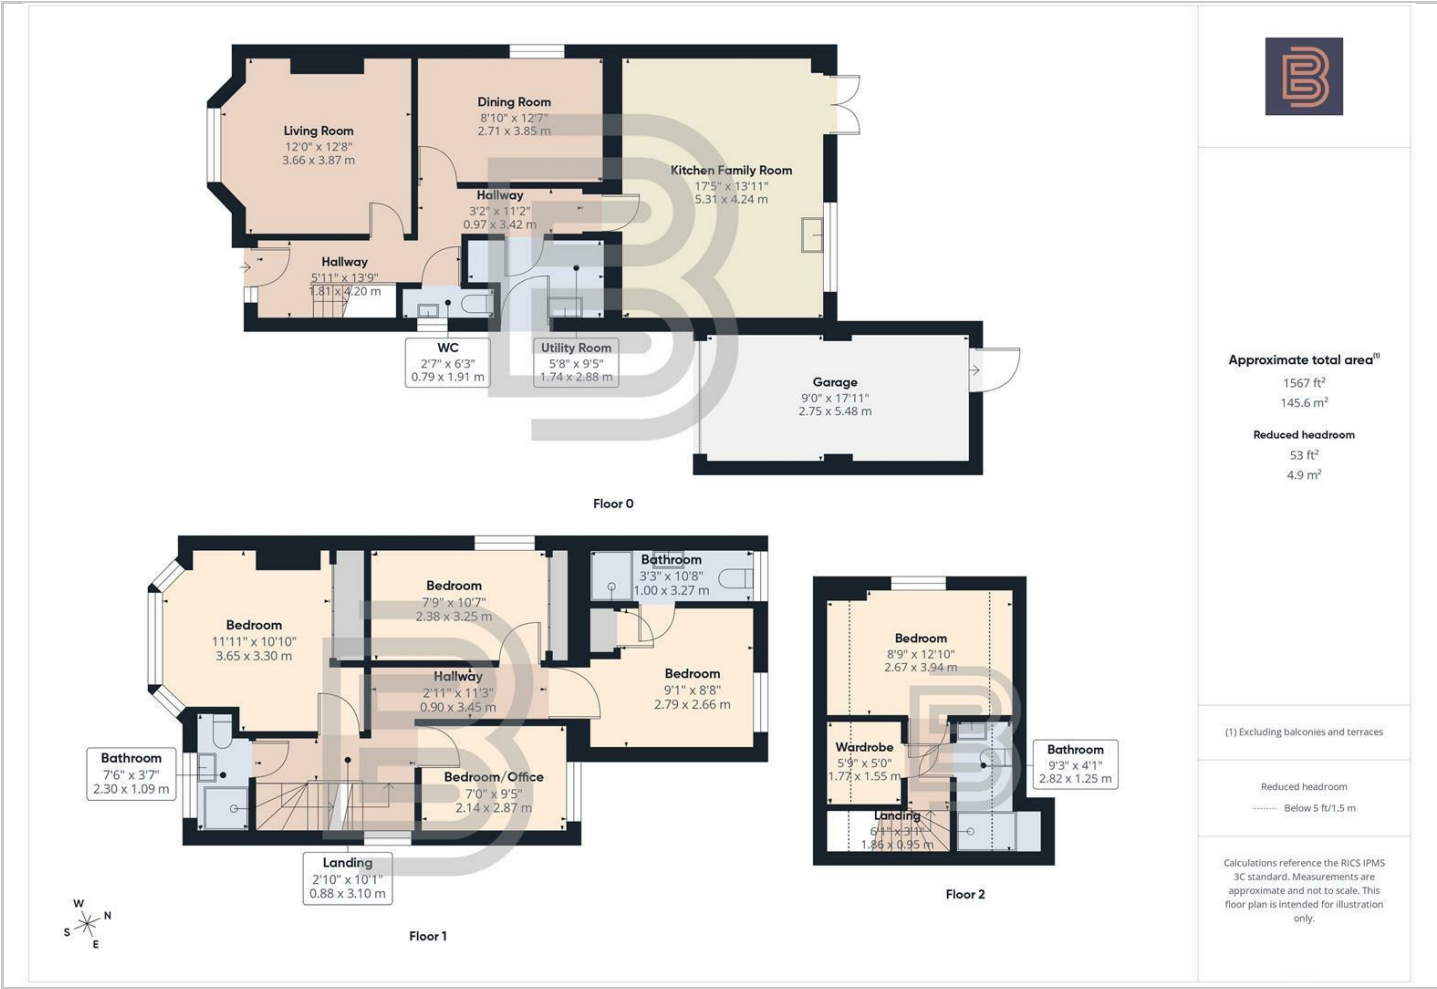 Living Room
12'0" x 12'8"
3.66 x 3.87 m
Dining Room
8'10" x 12'7"
2.71 x 3.85 m
Kitchen Family Room
17'5" x 13'11"
5.31 x 4.24 m
Hallway
3'2" x 11'2"
0.97 x 3.42 m
Hallway
5'11" x 13'9"
1.81 x 4.20 m
WC
2'7" x 6'3"
0.79 x 1.91 m
Utility Room
5'8" x 9'5"
1.74 x 2.88 m
Garage
9'0" x 17'11"
2.75 x 5.48 m
Floor 0
Bedroom
11'11" x 10'10"
3.65 x 3.30 m
Bedroom
7'9" x 10'7"
2.38 x 3.25 m
Bathroom
3'3" x 10'8"
1.00 x 3.27 m
Bedroom
9'1" x 8'8"
2.79 x 2.66 m
Hallway
2'11" x 11'3"
0.90 x 3.45 m
Bathroom
7'6" x 3'7"
2.30 x 1.09 m
Bedroom/Office
7'0" x 9'5"
2.14 x 2.87 m
Landing
2'10" x 10'1"
0.88 x 3.10 m
Floor 1
W
N
S
E
Bedroom
8'9" x 12'10"
2.67 x 3.94 m
Wardrobe
5'9" x 5'0"
1.77 x 1.55 m
Bathroom
9'3" x 4'1"
2.82 x 1.25 m
Landing
6'1" x 3'1"
1.86 x 0.95 m
Floor 2
B
Approximate total area(1)
1567 ft²
145.6 m²
Reduced headroom
53 ft²
4.9 m²
(1) Excluding balconies and terraces
Reduced headroom
Below 5 ft/1.5 m
Calculations reference the RICS IPMS
3C standard. Measurements are
approximate and not to scale. This
floor plan is intended for illustration
only.